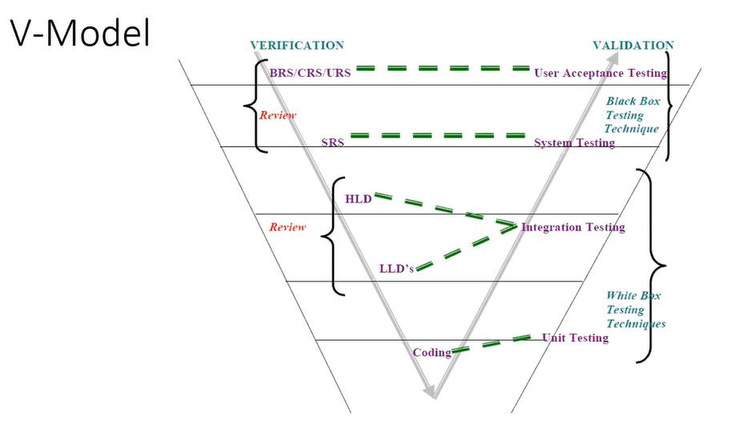 V-Model
VERIFICATION
VALIDATION
BRS/CRS/URS
User Acceptance Testing
Review
Black Box
Testing
Technique
SRS
System Testing
HLD
Review
Integration Testing
LLD's
White Box
Testing
Techniques
Unit Testing
Coding